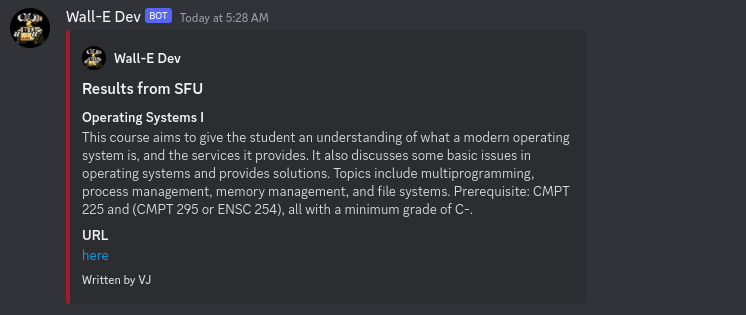 Wall-E Dev BOT Today at 5:28 AM
Wall-E Dev
Results from SFU
Operating Systems I
This course aims to give the student an understanding of what a modern operating
system is, and the services it provides. It also discusses some basic issues in
operating systems and provides solutions. Topics include multiprogramming,
process management, memory management, and file systems. Prerequisite: CMPT
225 and (CMPT 295 or ENSC 254), all with a minimum grade of C-.
URL
here
Written by VJ